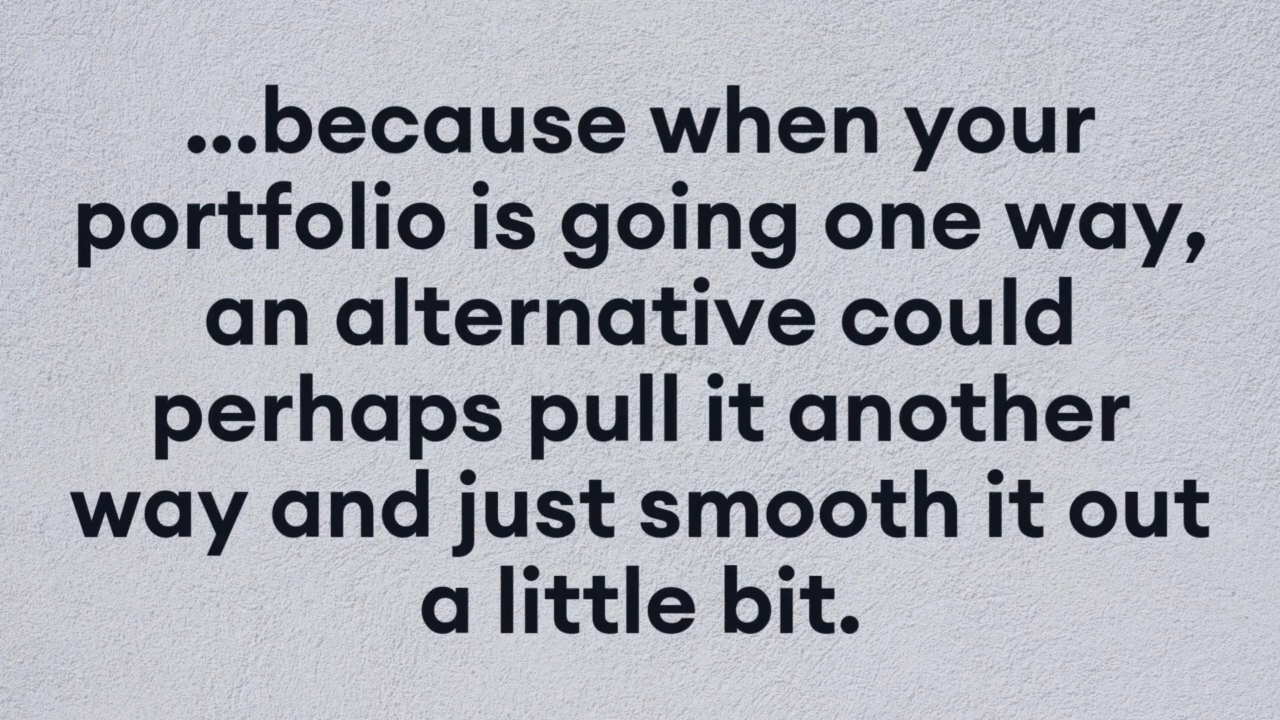 ...because when your
portfolio is going one way,
an alternative could
perhaps pull it another
way and just smooth it out
a little bit.